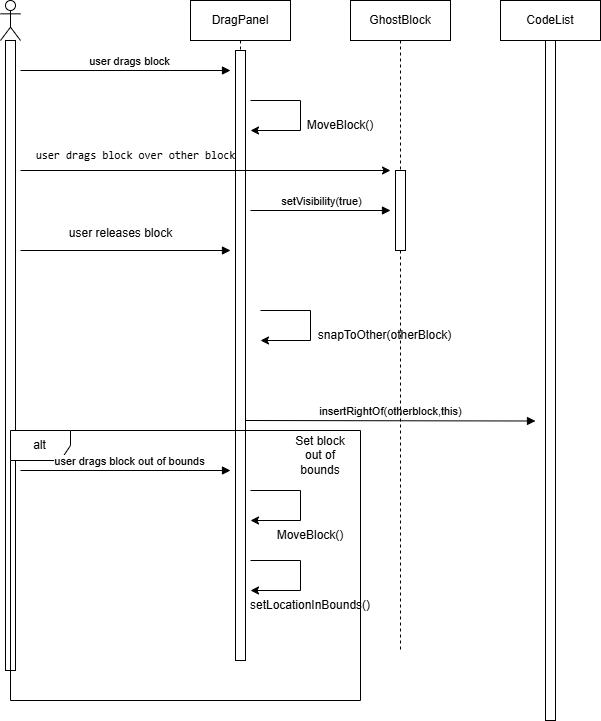 DragPanel
GhostBlock
CodeList
user drags block
MoveBlock()
user drags block over other block
setVisibility(true)
user releases block
snapToOther(otherBlock)
insertRightOf(otherblock,this)
alt
Set block
out of
bounds
user drags block out of bounds
MoveBlock()
setLocationInBounds()